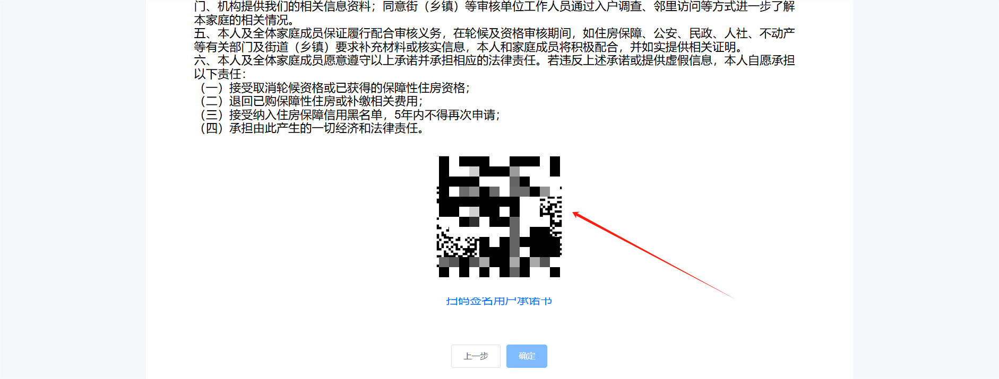 门、机构提供我们的相关信息资料；同意街（乡镇）等审核单位工作人员通过入户调查、邻里访问等方式进一步了解
本家庭的相关情况。
五、本人及全体家庭成员保证履行配合审核义务，在轮候及资格审核期间，如住房保障、公安、民政、人社、不动产
等有关部门及街道（乡镇）要求补充材料或核实信息，本人和家庭成员将积极配合，并如实提供相关证明。
六、本人及全体家庭成员愿意遵守以上承诺并承担相应的法律责任。若违反上述承诺或提供虚假信息，本人自愿承担
以下责任：
（一）接受取消轮候资格或已获得的保障性住房资格；
（二）退回已购保障性住房或补缴相关费用；
（三）接受纳入住房保障信用黑名单，5年内不得再次申请；
（四）承担由此产生的一切经济和法律责任。
扫码签名用户承诺书
上一步
确定